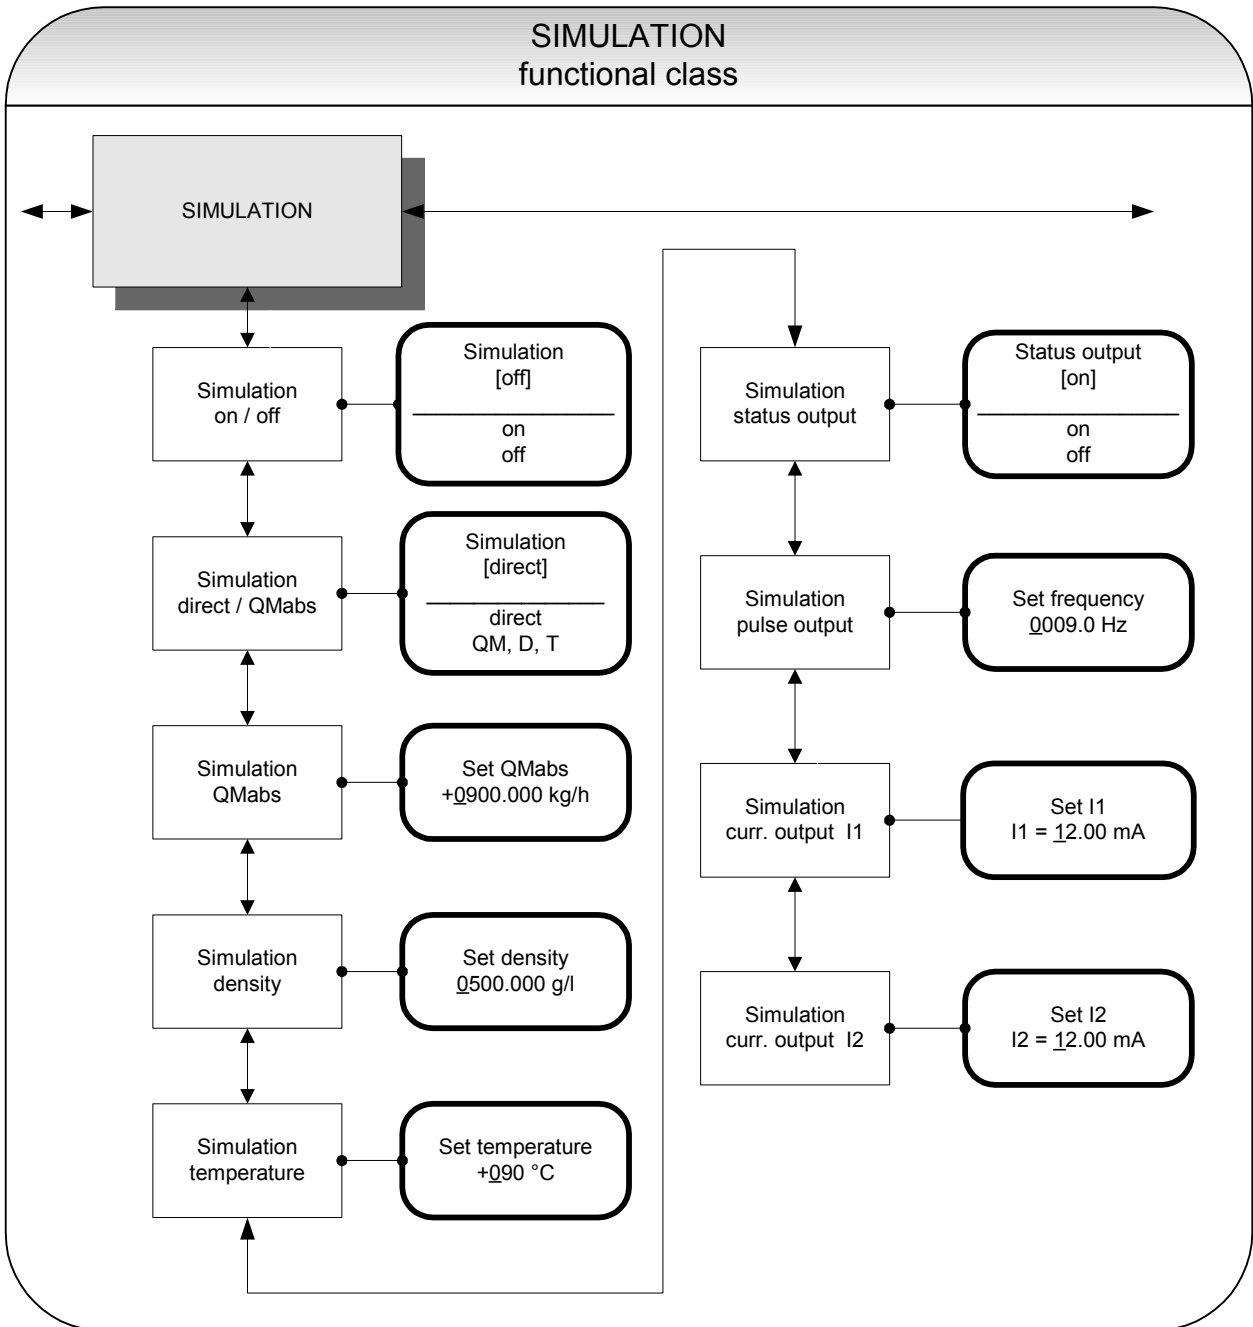 SIMULATION
functional class
SIMULATION
Simulation
on / off
Simulation
[off]
on
off
Simulation
direct / QMabs
Simulation
[direct]
direct
QM, D, T
Simulation
QMabs
Set QMabs
+0900.000 kg/h
Simulation
density
Set density
0500.000 g/l
Simulation
temperature
Set temperature
+090 °C
Simulation
status output
Status output
[on]
on
off
Simulation
pulse output
Set frequency
0009.0 Hz
Simulation
curr. output I1
Set I1
I1 = 12.00 mA
Simulation
curr. output I2
Set I2
I2 = 12.00 mA